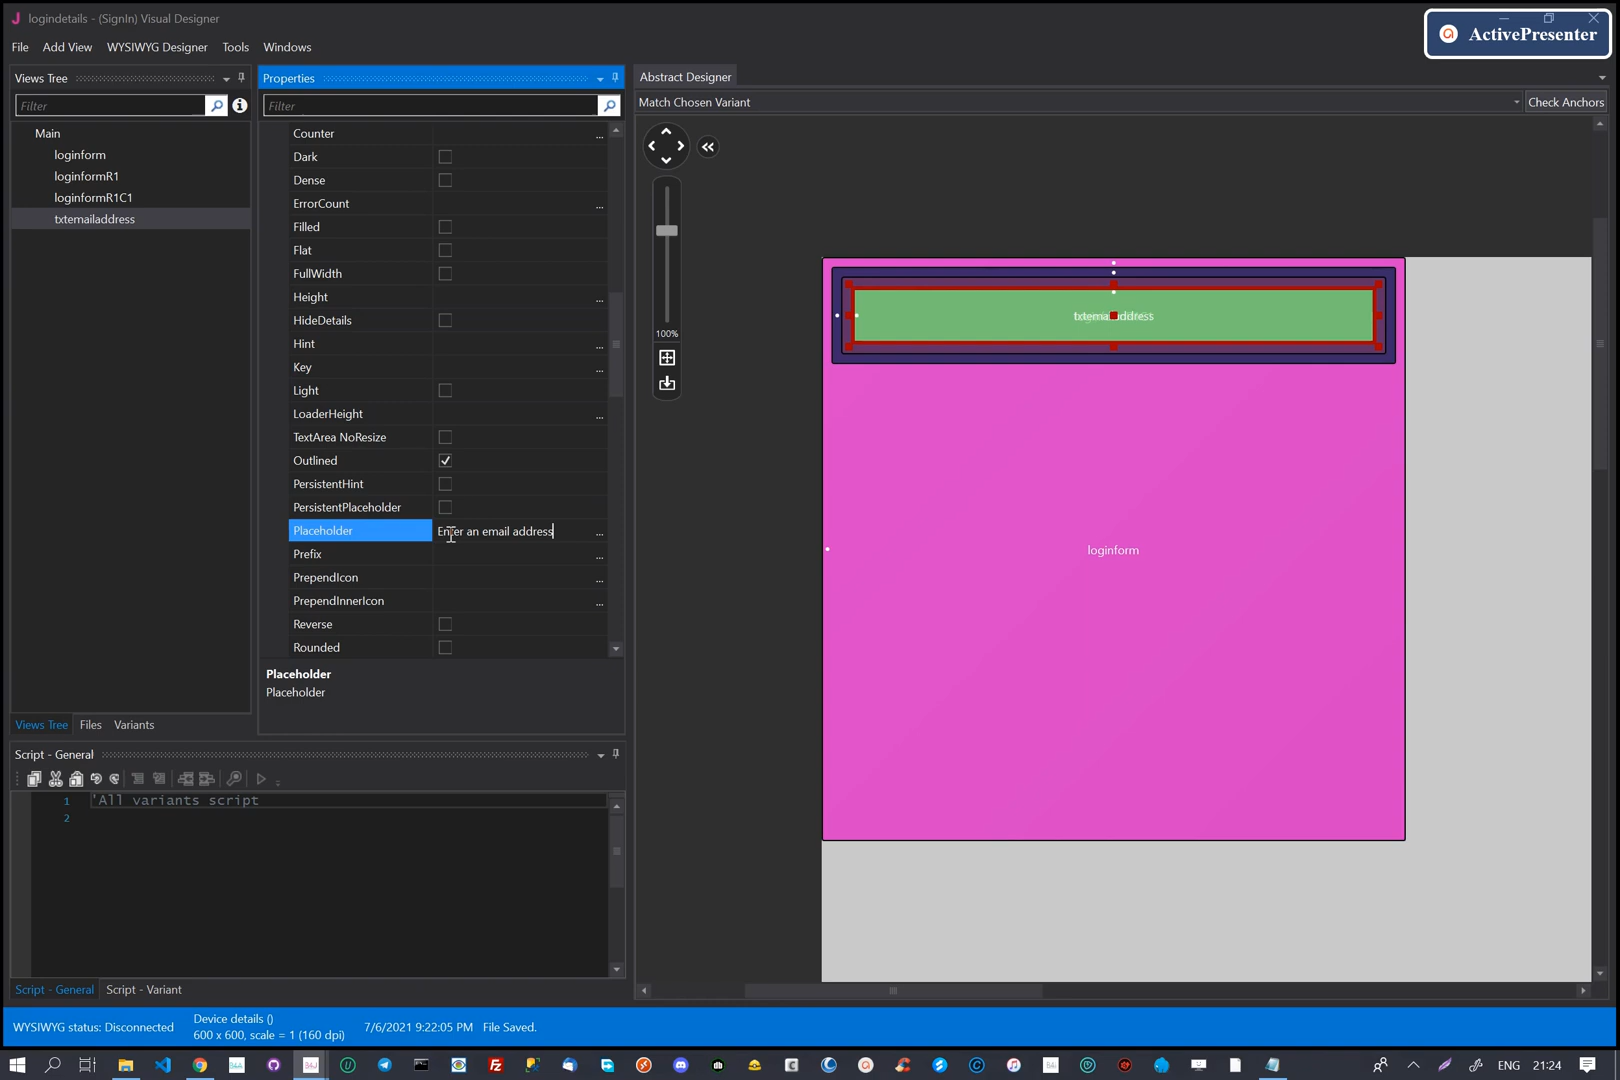 logindetails - (SignIn) Visual Designer
ActivePresenter
File Add View WYSIWYG Designer Tools Windows
Views Tree
Filter
Main
loginform
loginformR1
loginformR1C1
txtemailaddress
Views Tree Files Variants
Properties
Filter
Counter ...
Dark
Dense
ErrorCount ...
Filled
Flat
FullWidth
Height ...
HideDetails
Hint ...
Key ...
Light
LoaderHeight ...
TextArea NoResize
Outlined
PersistentHint
PersistentPlaceholder
Placeholder Enter an email address ...
Prefix ...
PrependIcon ...
PrependInnerIcon ...
Reverse
Rounded
Placeholder
Placeholder
Abstract Designer
Match Chosen Variant Check Anchors
100%
txtemailaddress
loginform
Script - General
1 'All variants script
2
Script - General Script - Variant
WYSIWYG status: Disconnected
Device details ()
600 x 600, scale = 1 (160 dpi)
7/6/2021 9:22:05 PM File Saved.
ENG 21:24